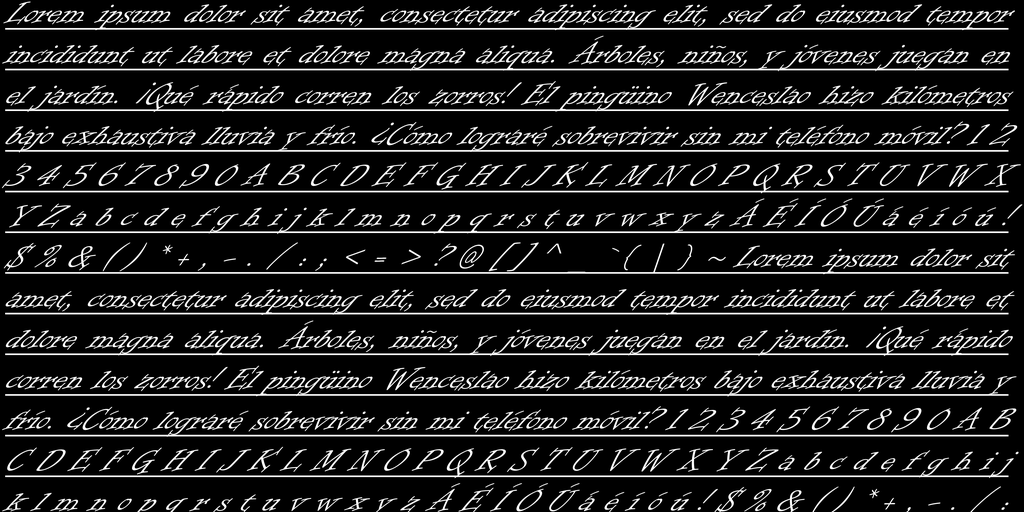 Lorem ipsum dolor sit amet, consectetur adipiscing elit, sed do eiusmod tempor
incididunt ut labore et dolore magna aliqua. Árboles, niños, y jóvenes juegan en
el jardín. ¡Qué rápido corren los zorros! El pingüino Wenceslao hizo kilómetros
bajo exhaustiva lluvia y frío. ¿Cómo lograré sobrevivir sin mi teléfono móvil? 1 2
3 4 5 6 7 8 9 0 A B C D E F G H I J K L M N O P Q R S T U V W X
Y Z a b c d e f g h i j k l m n o p q r s t u v w x y z Á É Í Ó Ú á é í ó ú !
$ % & ( ) * + , - . / : ; < = > ? @ [ ] ^ _ ` { | } ~ Lorem ipsum dolor sit
amet, consectetur adipiscing elit, sed do eiusmod tempor incididunt ut labore et
dolore magna aliqua. Árboles, niños, y jóvenes juegan en el jardín. ¡Qué rápido
corren los zorros! El pingüino Wenceslao hizo kilómetros bajo exhaustiva lluvia y
frío. ¿Cómo lograré sobrevivir sin mi teléfono móvil? 1 2 3 4 5 6 7 8 9 0 A B
C D E F G H I J K L M N O P Q R S T U V W X Y Z a b c d e f g h i j
k l m n o p q r s t u v w x y z Á É Í Ó Ú á é í ó ú ! $ % & ( ) * + , - . / :